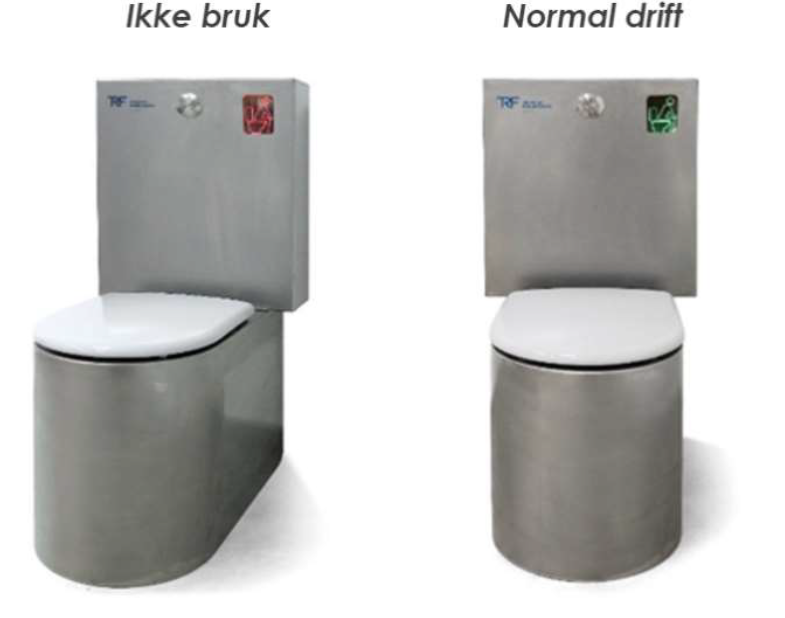 Ikke bruk
Normal drift
TRF
TRF